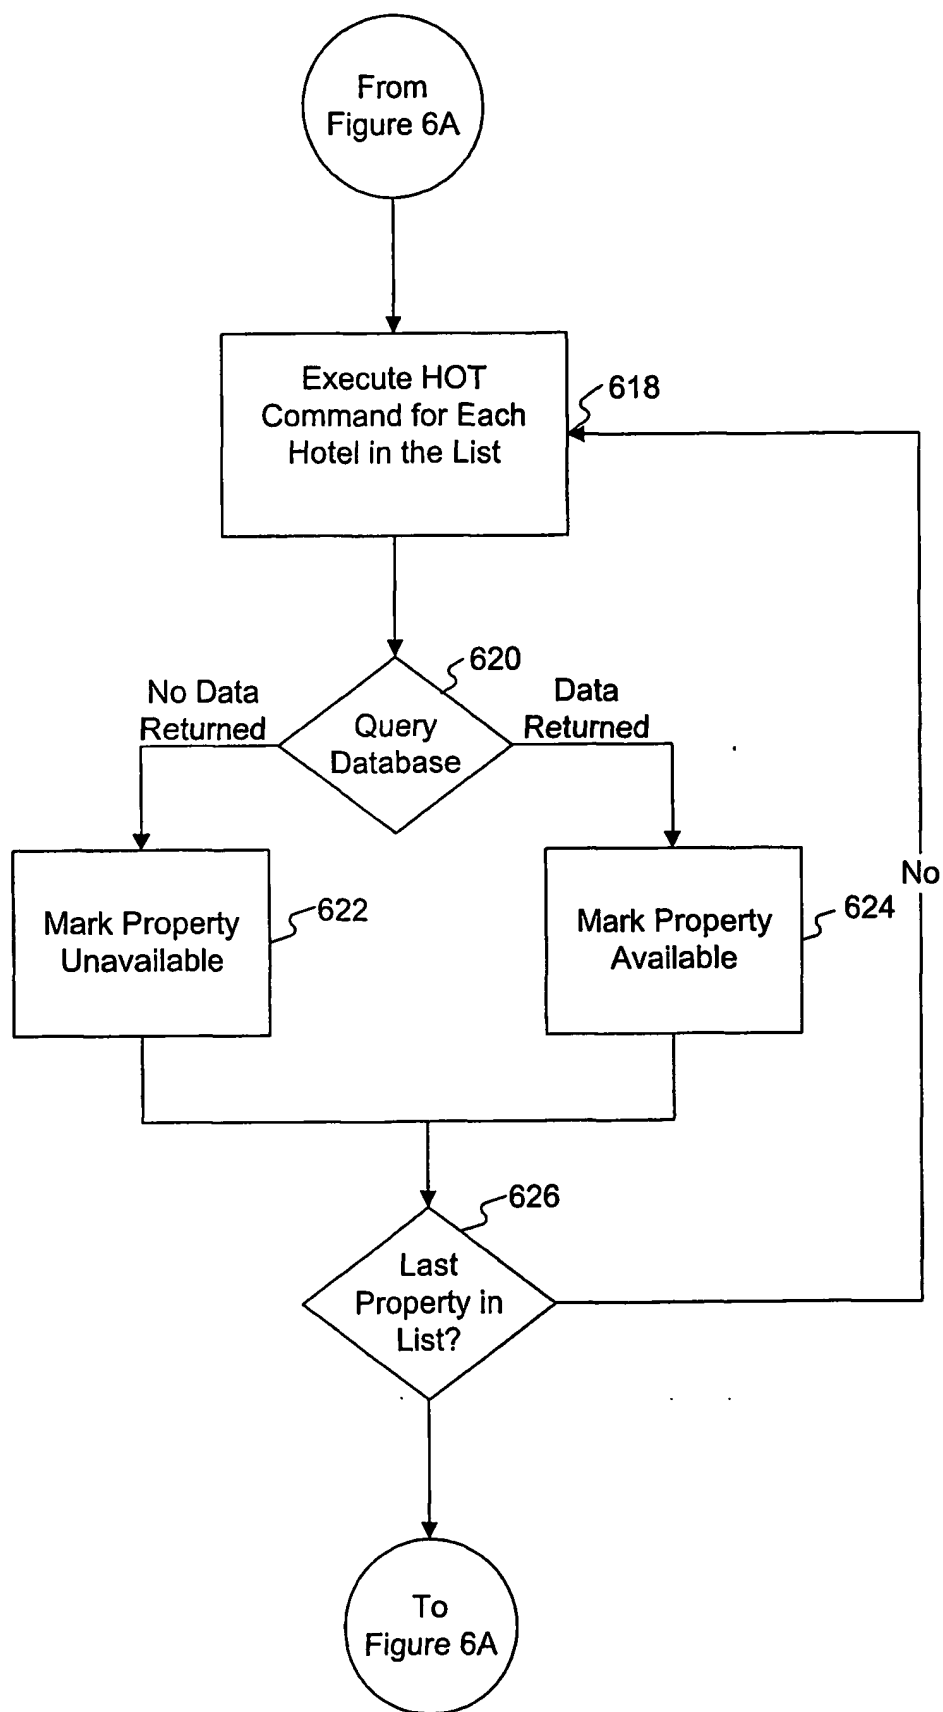 From
Figure 6A
Execute HOT
Command for Each
Hotel in the List
618
620
No Data
Returned
Data
Returned
Query
Database
Mark Property
Unavailable
622
Mark Property
Available
624
No
626
Last
Property in
List?
To
Figure 6A